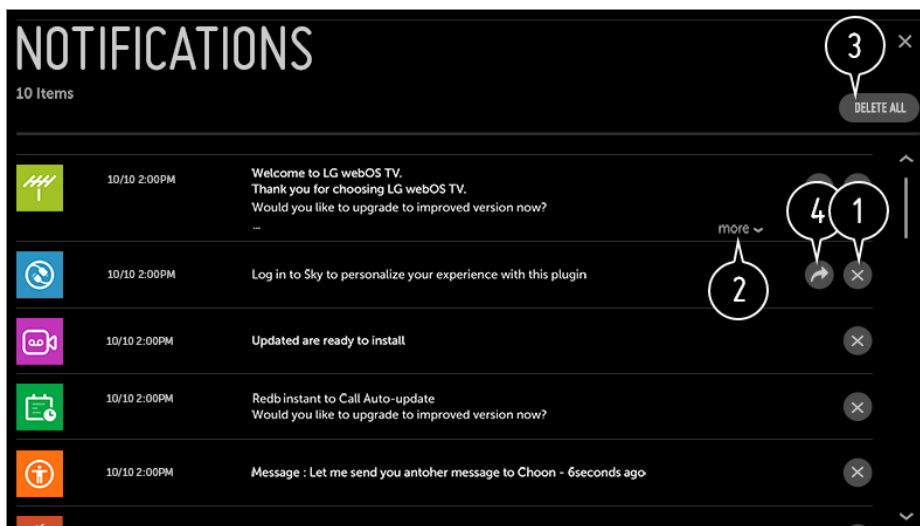 NOTIFICATIONS
10 Items
3
DELETE ALL
10/10 2:00PM
Welcome to LG webOS TV.
Thank you for choosing LG webOS TV.
Would you like to upgrade to improved version now?
...
more
4
1
2
10/10 2:00PM
Log in to Sky to personalize your experience with this plugin
10/10 2:00PM
Updated are ready to install
10/10 2:00PM
Redb instant to Call Auto-update
Would you like to upgrade to improved version now?
10/10 2:00PM
Message : Let me send you antoher message to Choon - 6seconds ago